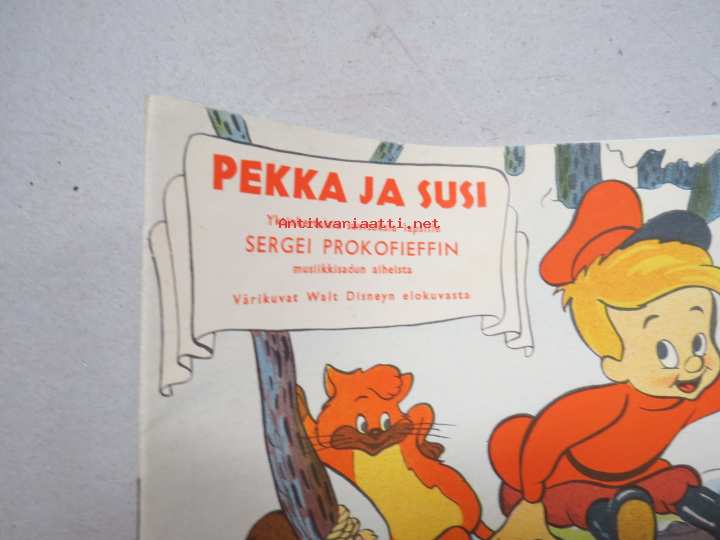 PEKKA JA SUSI
Antikvariaatti.net
SERGEI PROKOFIEFFIN
musiikkisadun aiheista
Värikuvat Walt Disneyn elokuvasta